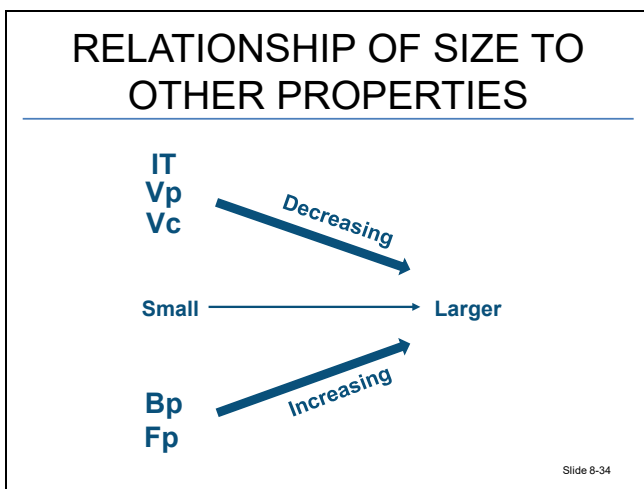 RELATIONSHIP OF SIZE TO
OTHER PROPERTIES
IT
Vp
Vc
Decreasing
Small
Larger
Increasing
Bp
Fp
Slide 8-34